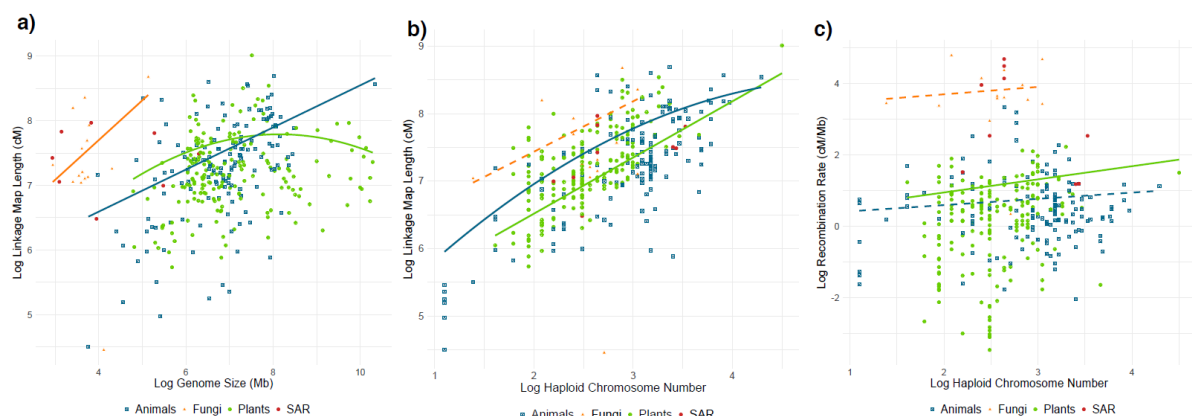 a)
9
8
7
6
5
Log Linkage Map Length (cM)
4
6
8
10
Log Genome Size (Mb)
Animals Fungi Plants SAR
b)
9
8
7
6
5
Log Linkage Map Length (cM)
1
2
3
4
Log Haploid Chromosome Number
Animals Fungi Plants SAR
c)
4
2
0
-2
Log Recombination Rate (cM/Mb)
1
2
3
4
Log Haploid Chromosome Number
Animals Fungi Plants SAR